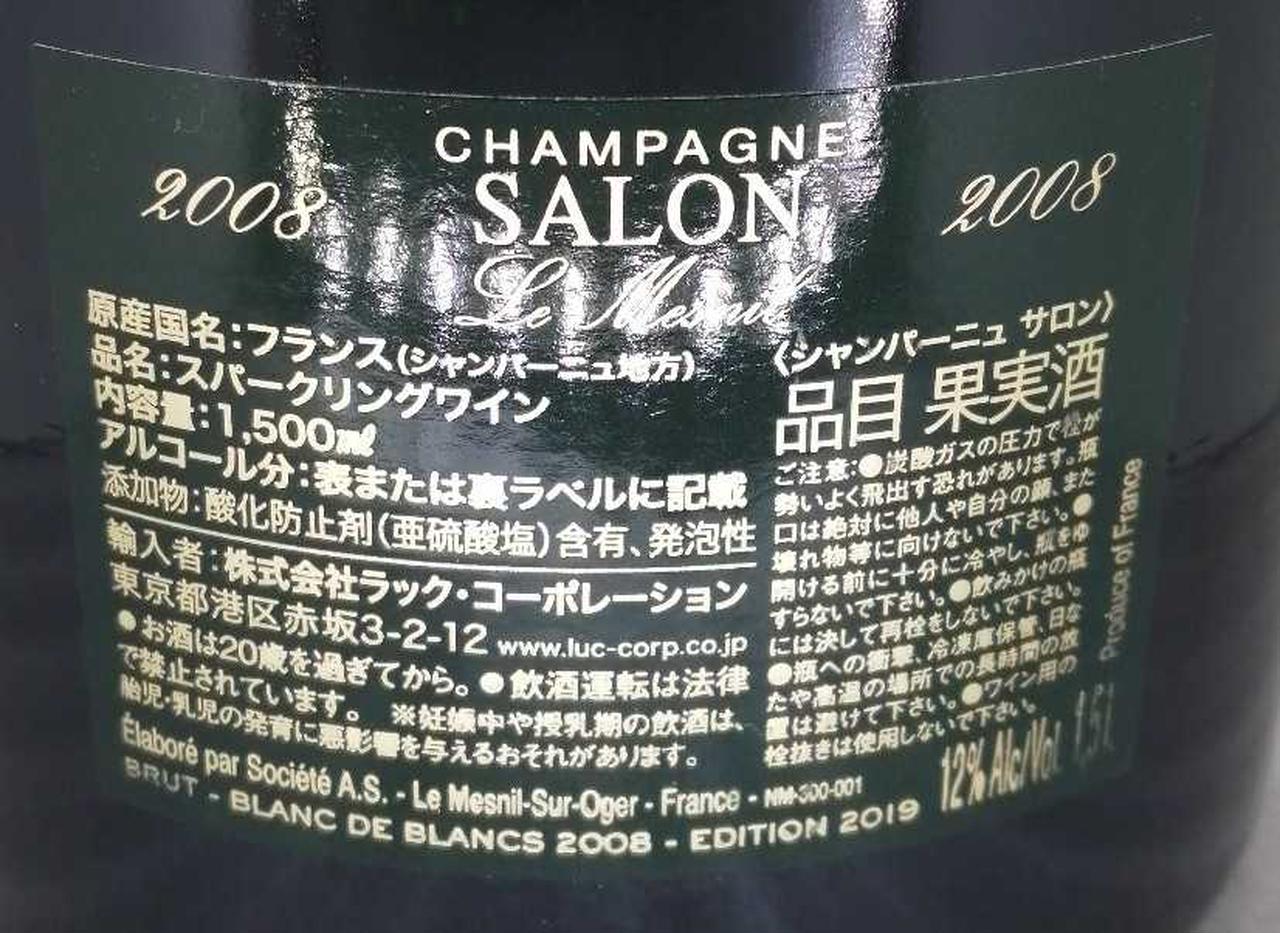 CHAMPAGNE
2008 SALON 2008
Le Mesnil
原産国名:フランス(シャンパーニュ地方)
品名:スパークリングワイン
内容量:1,500㎖
アルコール分:表または裏ラベルに記載
添加物:酸化防止剤(亜硫酸塩)含有、発泡性
輸入者:株式会社ラック・コーポレーション
東京都港区赤坂3-2-12 www.luc-corp.co.jp
●お酒は20歳を過ぎてから。●飲酒運転は法律
で禁止されています。 ※妊娠中や授乳期の飲酒は、
胎児・乳児の発育に悪影響を与えるおそれがあります。
〈シャンパーニュ サロン〉
品目 果実酒
ご注意:●炭酸ガスの圧力で栓が
勢いよく飛出す恐れがあります。瓶
口は絶対に他人や自分の顔、また
壊れ物等に向けないで下さい。●
開ける前に十分に冷やし、瓶をゆ
すらないで下さい。●飲みかけの瓶
には決して再栓をしないで下さい。
●瓶への衝撃、冷凍庫保管、日な
たや高温の場所での長時間の放
置は避けて下さい。●ワイン用の
栓抜きは使用しないで下さい。
Produce of France
Élaboré par Société A.S. - Le Mesnil-Sur-Oger - France - NM-300-001
12% Alc/Vol. 1,5L
BRUT - BLANC DE BLANCS 2008 - EDITION 2019